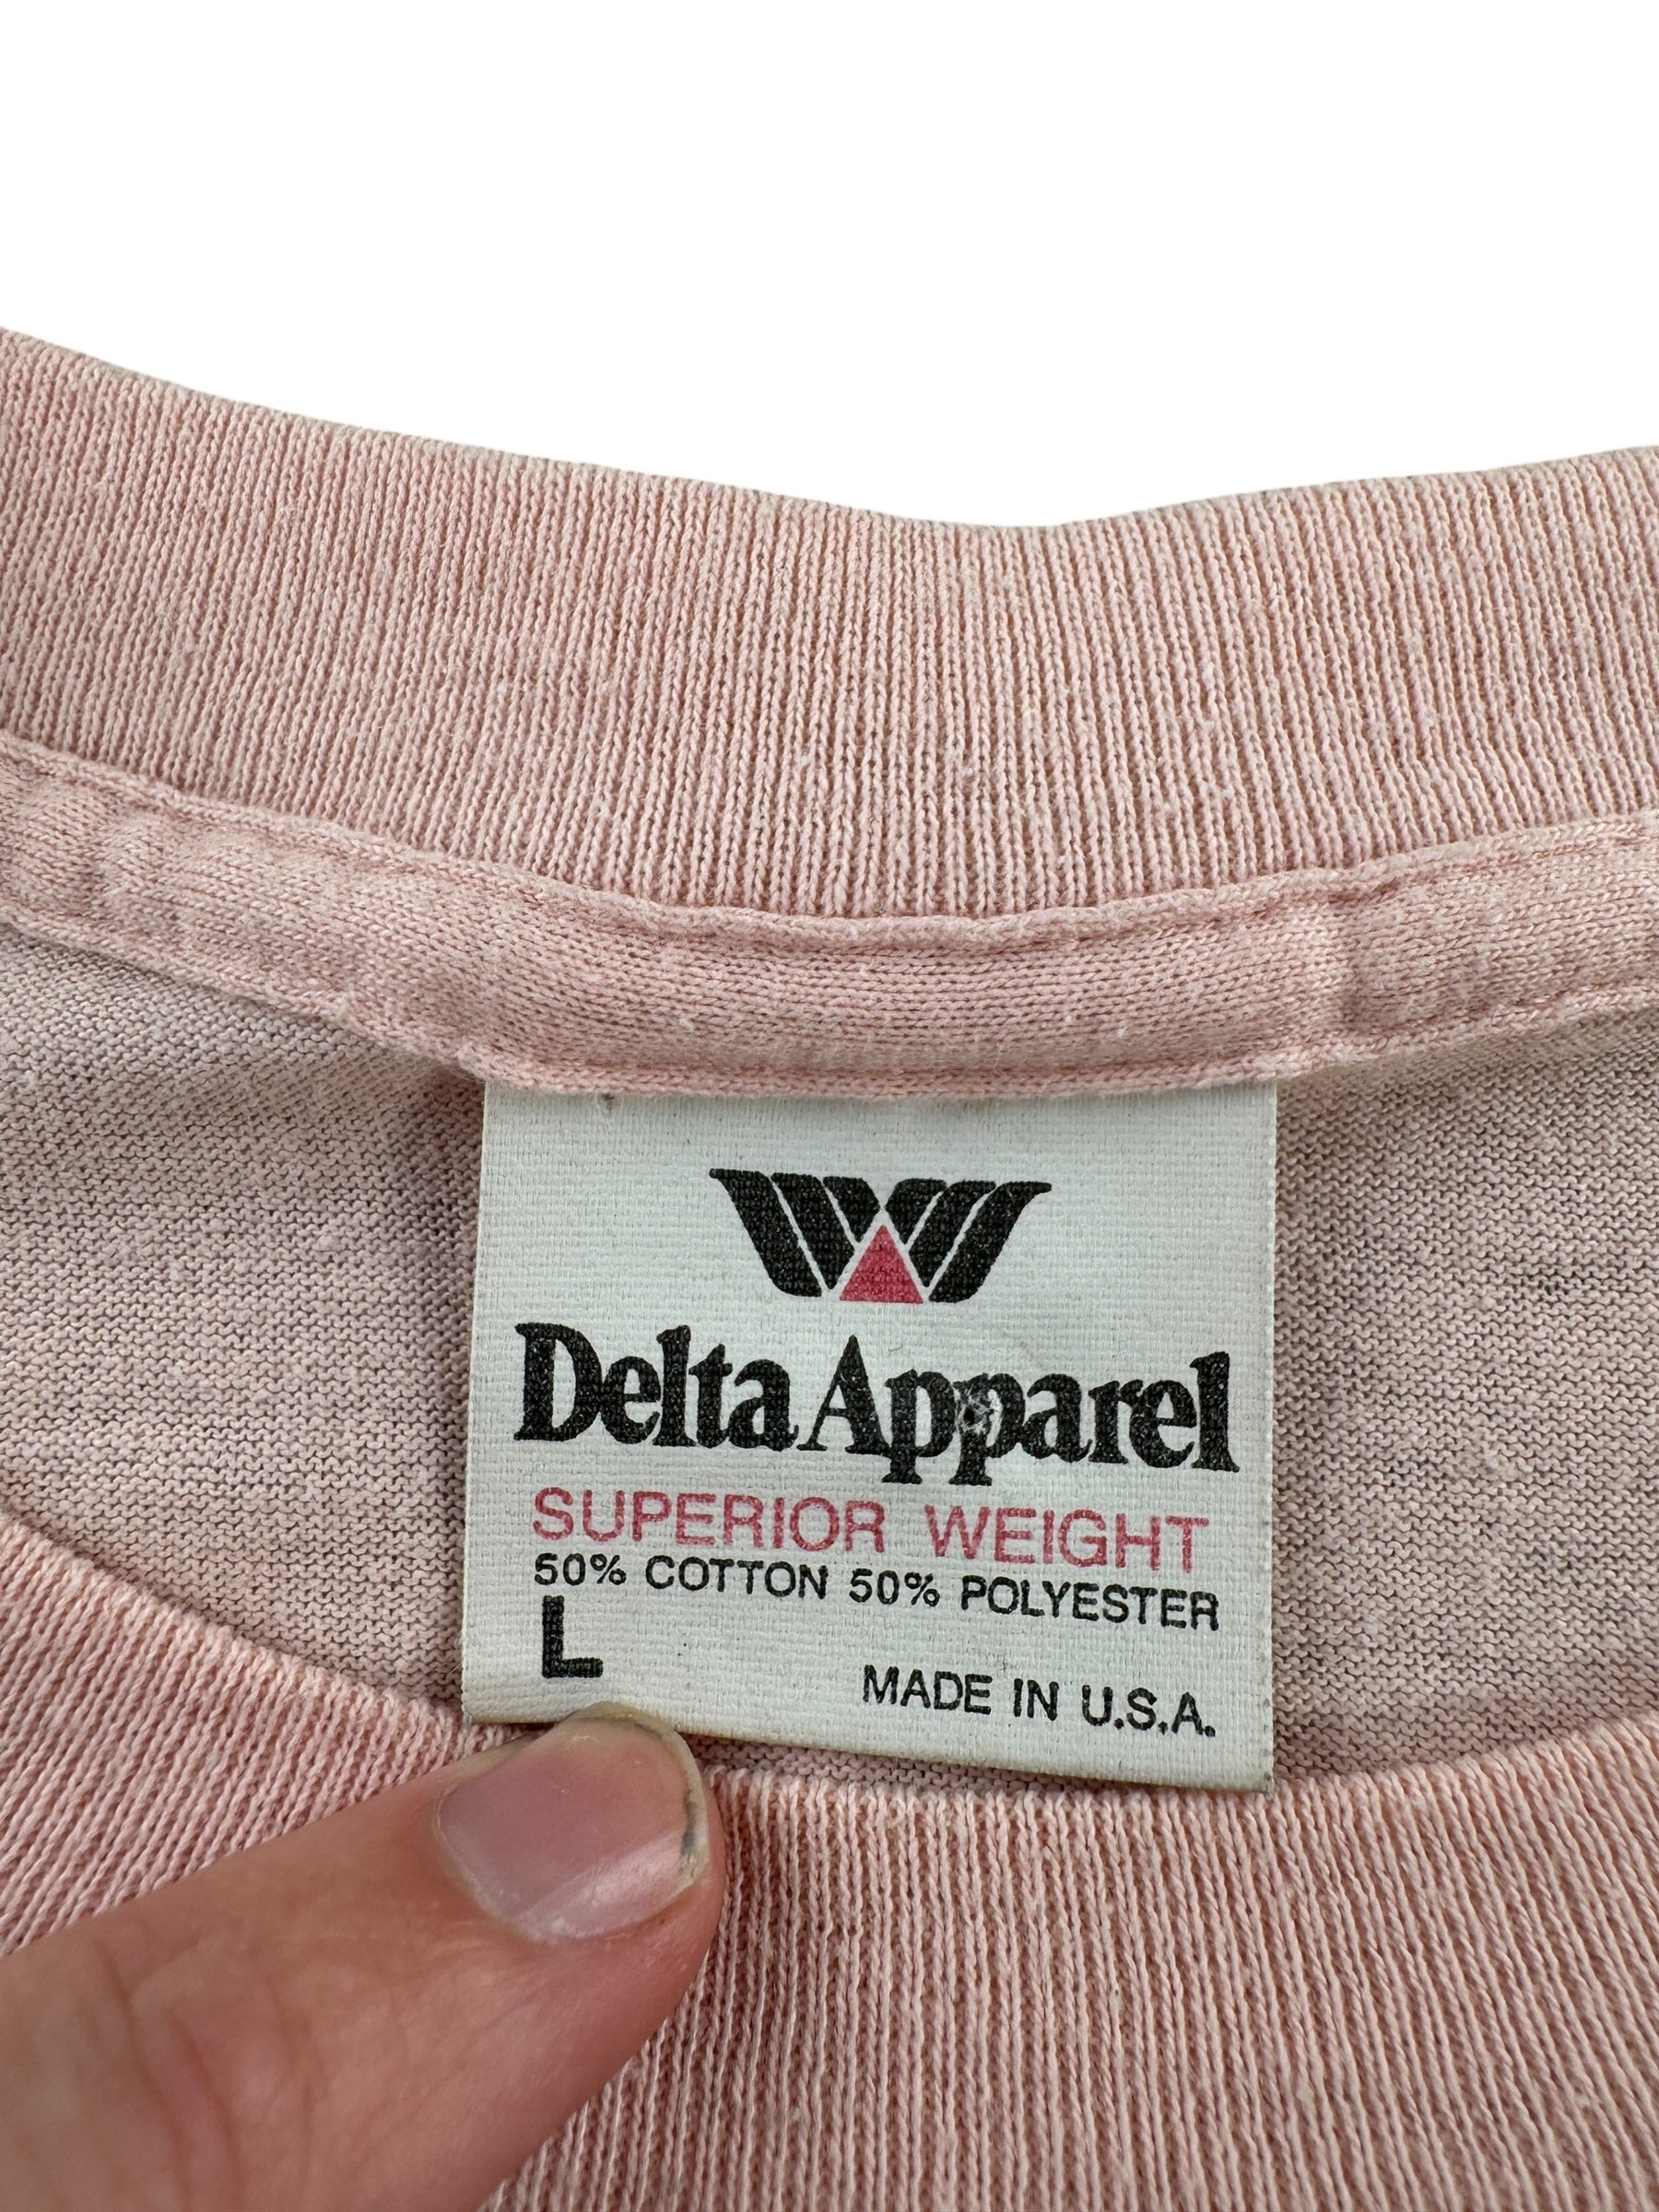 Delta Apparel
SUPERIOR WEIGHT
50% COTTON 50% POLYESTER
L
MADE IN U.S.A.